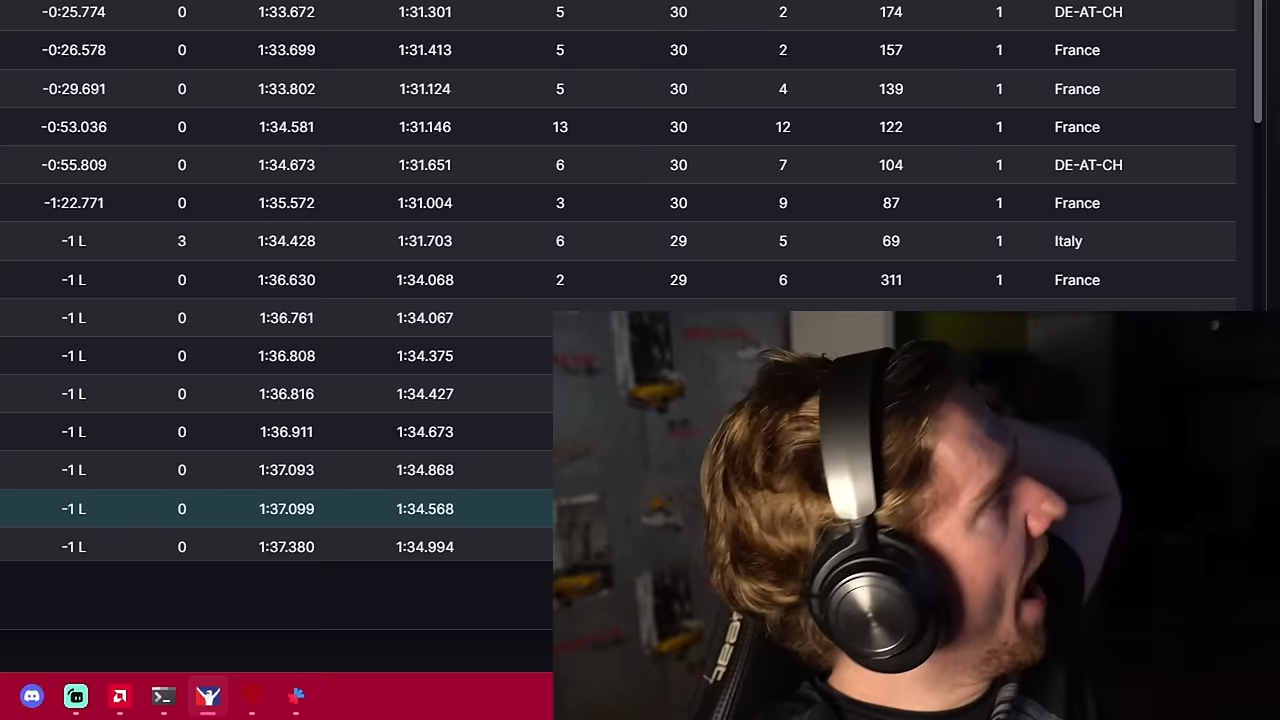 -0:25.774 0 1:33.672 1:31.301 5 30 2 174 1 DE-AT-CH
-0:26.578 0 1:33.699 1:31.413 5 30 2 157 1 France
-0:29.691 0 1:33.802 1:31.124 5 30 4 139 1 France
-0:53.036 0 1:34.581 1:31.146 13 30 12 122 1 France
-0:55.809 0 1:34.673 1:31.651 6 30 7 104 1 DE-AT-CH
-1:22.771 0 1:35.572 1:31.004 3 30 9 87 1 France
-1 L 3 1:34.428 1:31.703 6 29 5 69 1 Italy
-1 L 0 1:36.630 1:34.068 2 29 6 311 1 France
-1 L 0 1:36.761 1:34.067
-1 L 0 1:36.808 1:34.375
-1 L 0 1:36.816 1:34.427
-1 L 0 1:36.911 1:34.673
-1 L 0 1:37.093 1:34.868
-1 L 0 1:37.099 1:34.568
-1 L 0 1:37.380 1:34.994